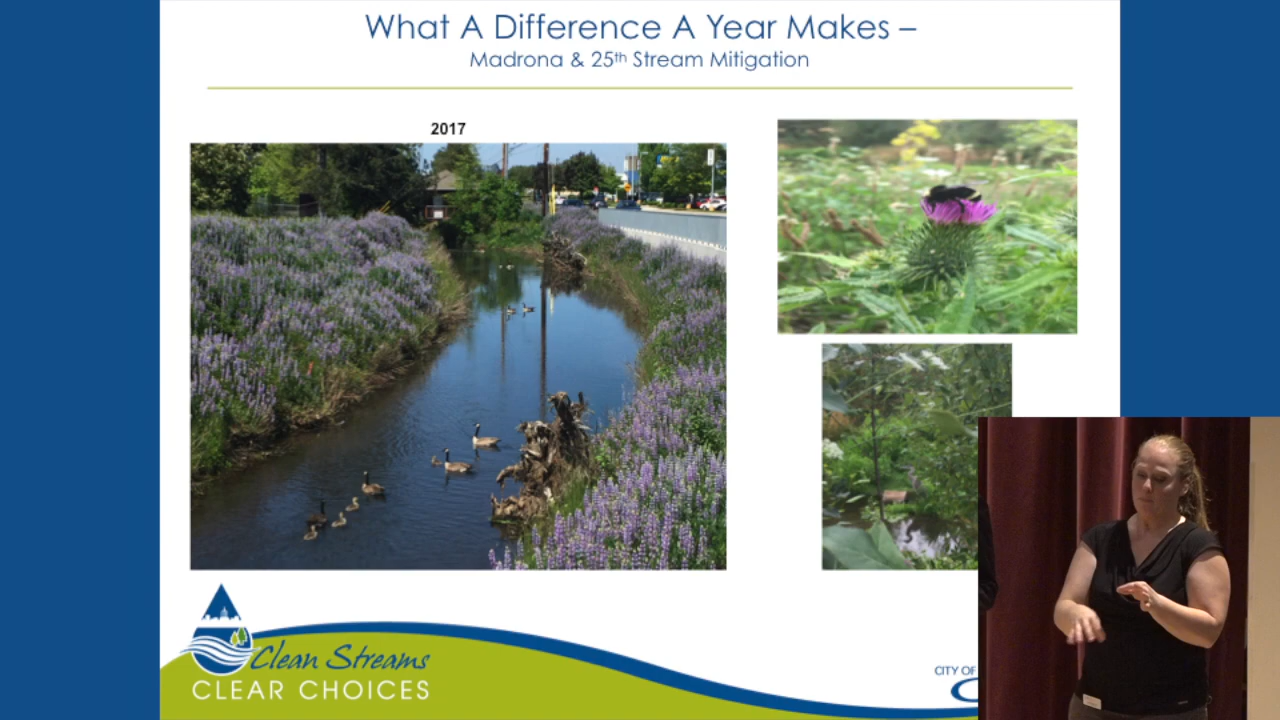 What A Difference A Year Makes –
Madrona & 25th Stream Mitigation
2017
Clean Streams
CLEAR CHOICES
CITY OF